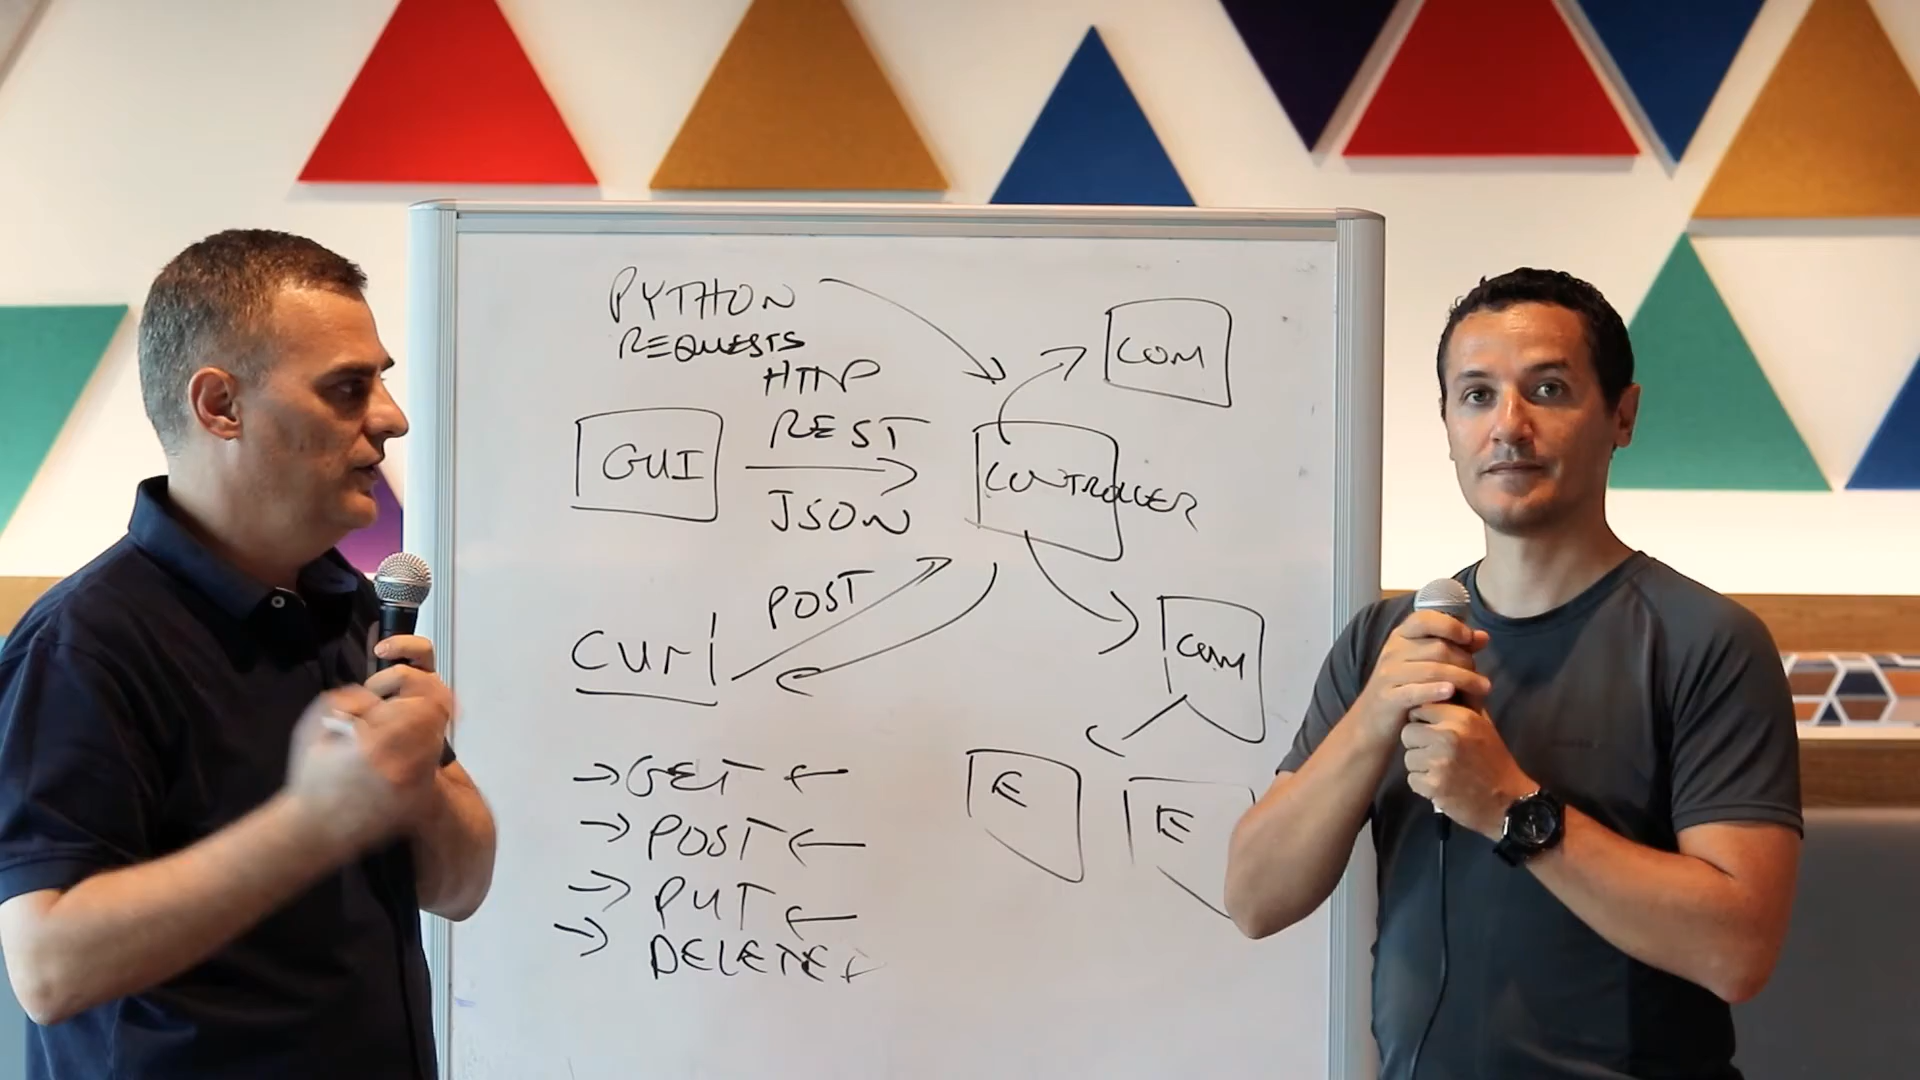 PYTHON
REQUESTS
HTTP
REST
GUI
JSON
CONTROLLER
COM
POST
curl
COM
GET
POST
PUT
DELETE
E
E